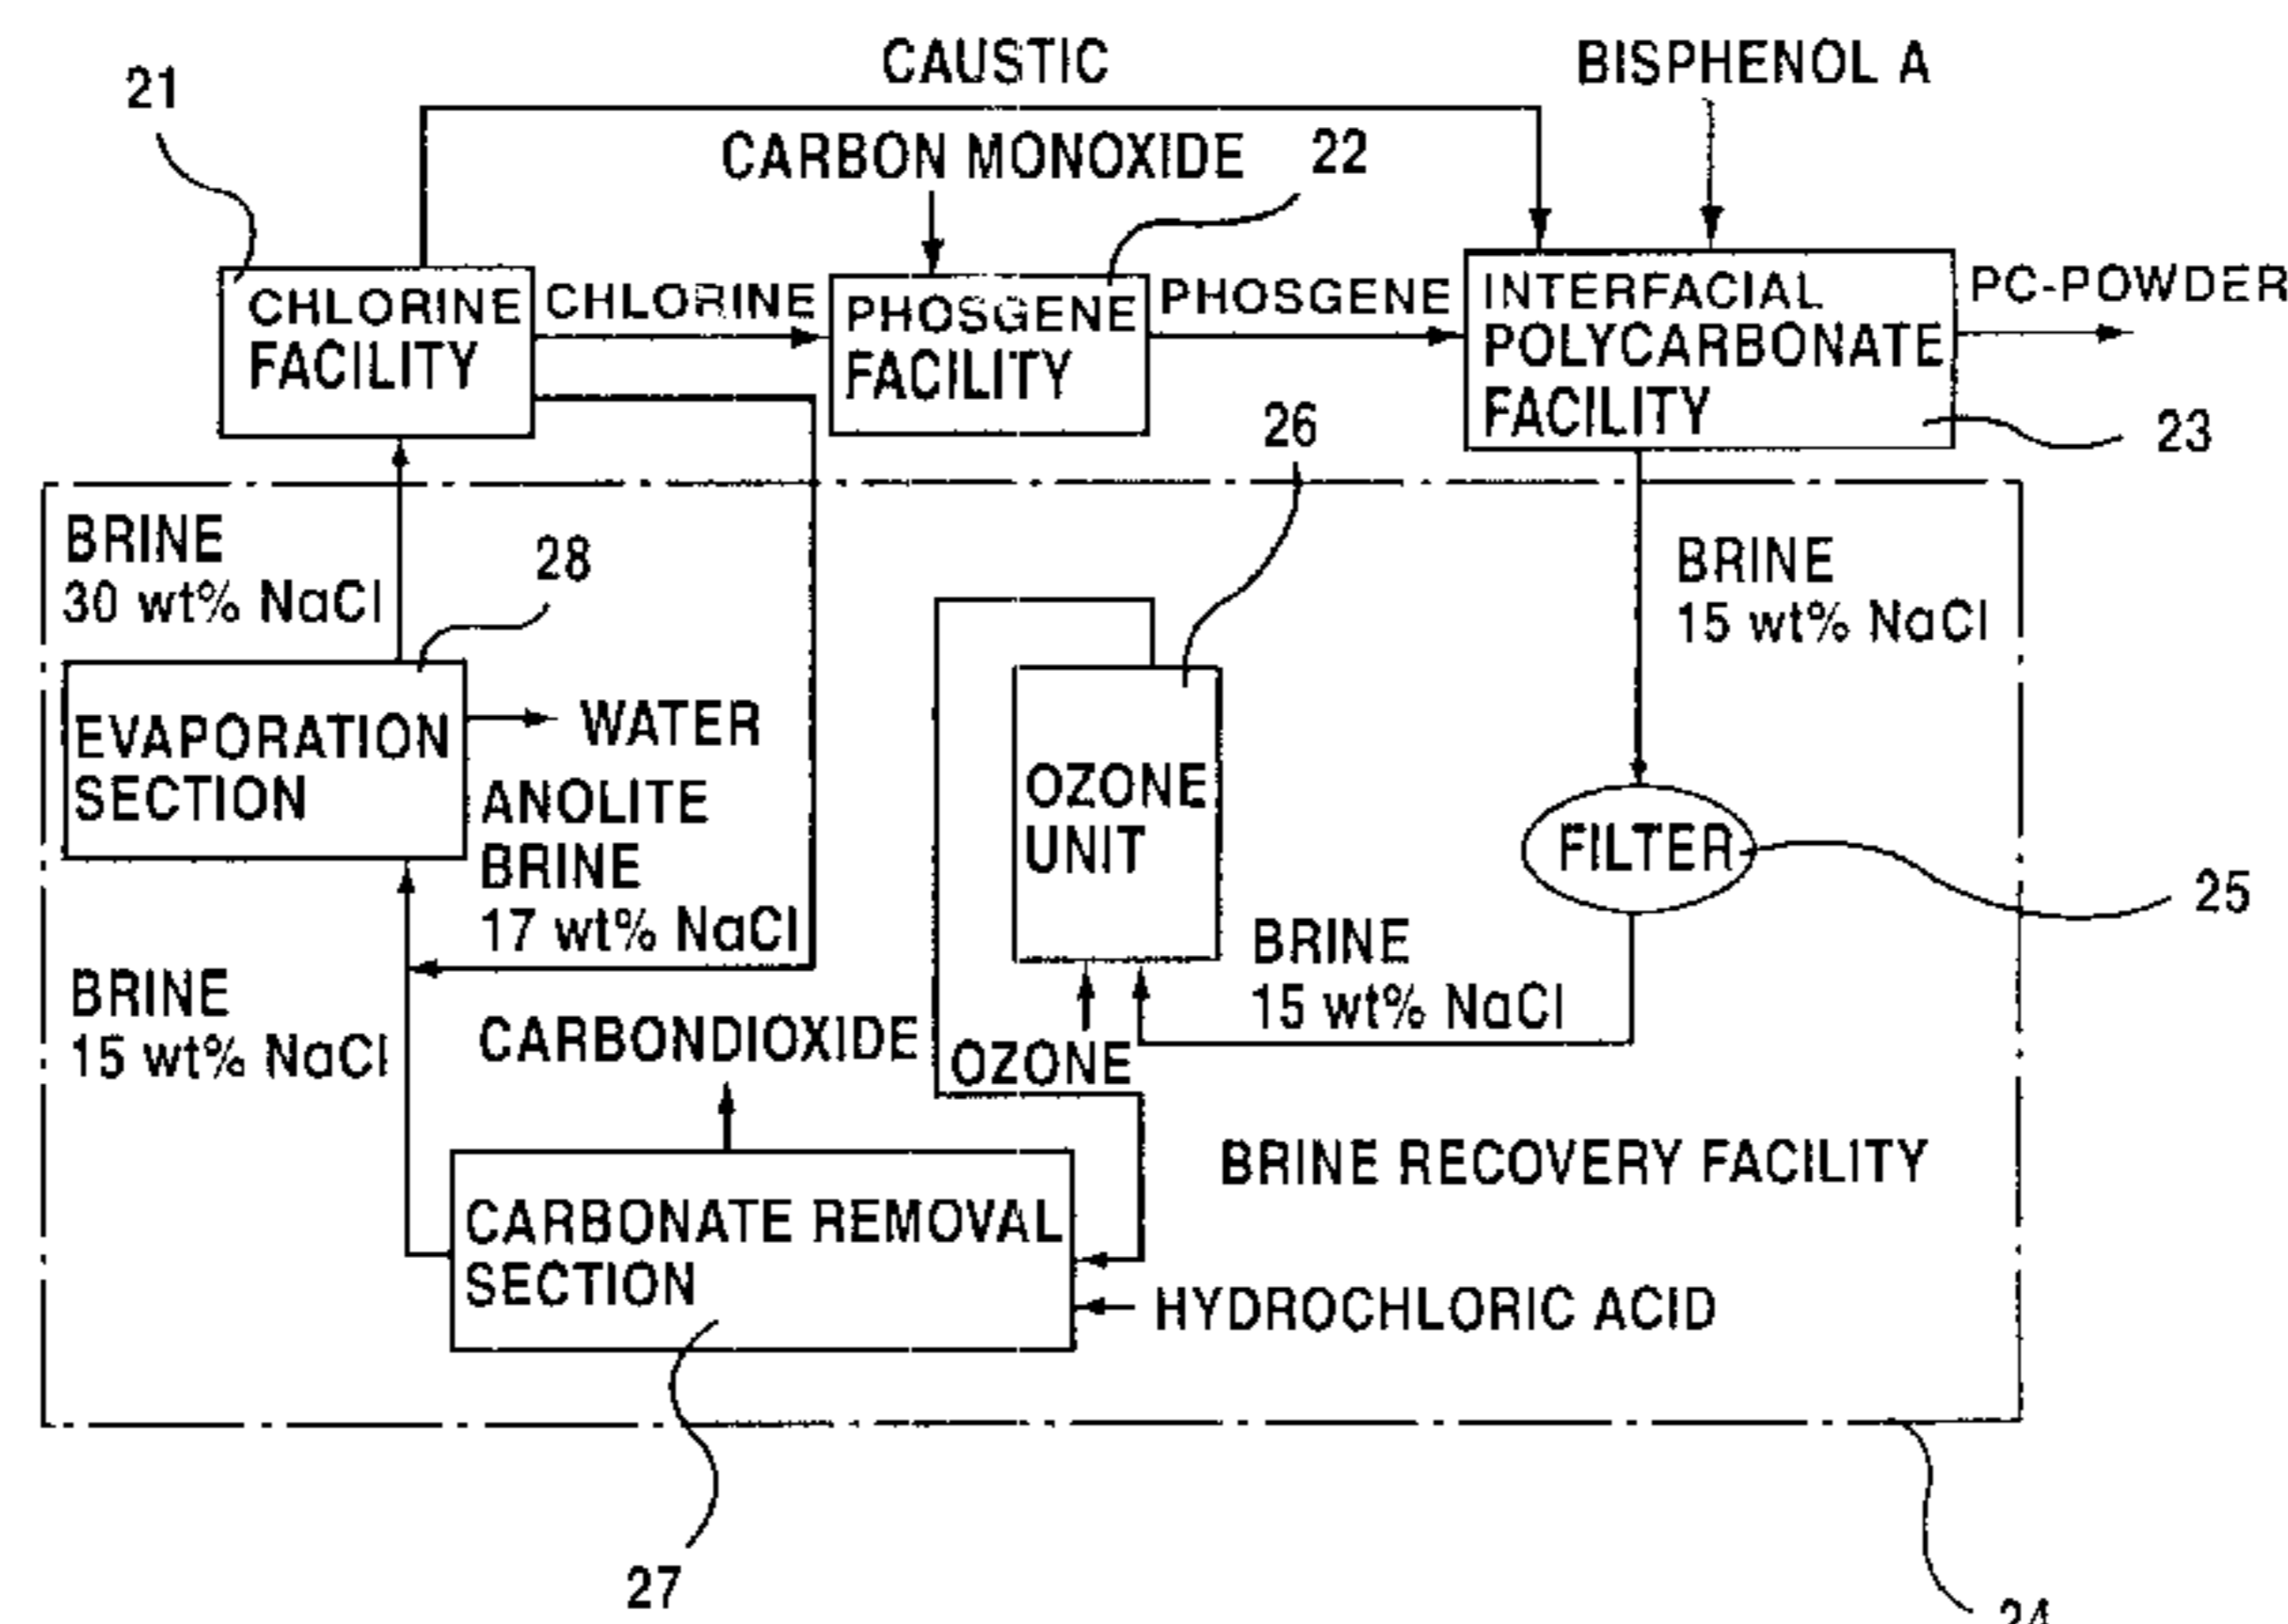 CAUSTIC
BISPHENOL A
21
CARBON MONOXIDE
22
CHLORINE
FACILITY
CHLORINE
PHOSGENE
FACILITY
PHOSGENE
INTERFACIAL
POLYCARBONATE
FACILITY
PC-POWDER
23
26
BRINE
30 wt% NaCl
28
BRINE
15 wt% NaCl
EVAPORATION
SECTION
WATER
OZONE
UNIT
FILTER
25
ANOLITE
BRINE
17 wt% NaCl
BRINE
15 wt% NaCl
BRINE
15 wt% NaCl
CARBONDIOXIDE
OZONE
BRINE RECOVERY FACILITY
CARBONATE REMOVAL
SECTION
HYDROCHLORIC ACID
27
24